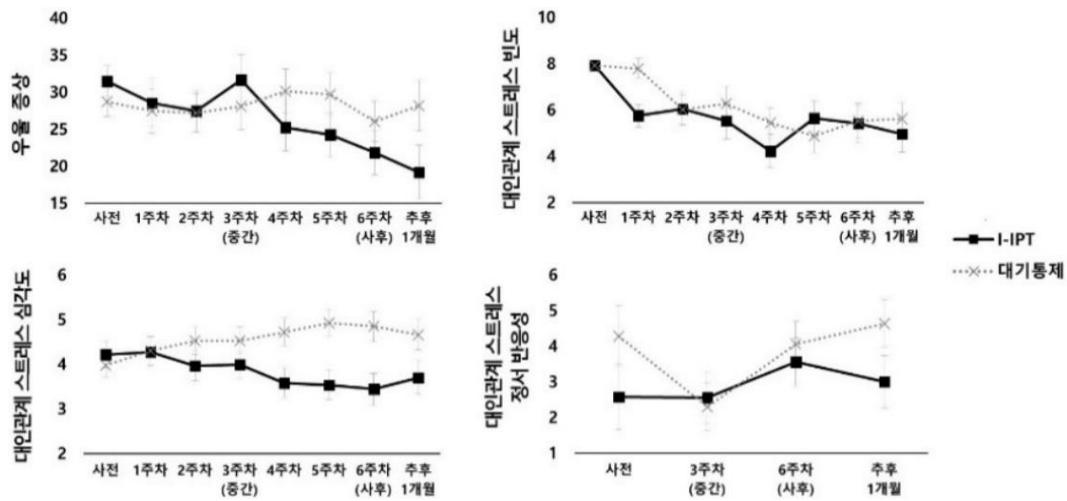 우울 증상
40
35
30
25
20
15
사전 1주차 2주차 3주차 4주차 5주차 6주차 추후
(중간) (사후) 1개월
대인관계 스트레스 빈도
10
8
6
4
2
사전 1주차 2주차 3주차 4주차 5주차 6주차 추후
(중간) (사후) 1개월
I-IPT
대기통제
대인관계 스트레스 심각도
6
5
4
3
2
사전 1주차 2주차 3주차 4주차 5주차 6주차 추후
(중간) (사후) 1개월
대인관계 스트레스
정서 반응성
6
5
4
3
2
1
사전 3주차 6주차 추후
(중간) (사후) 1개월